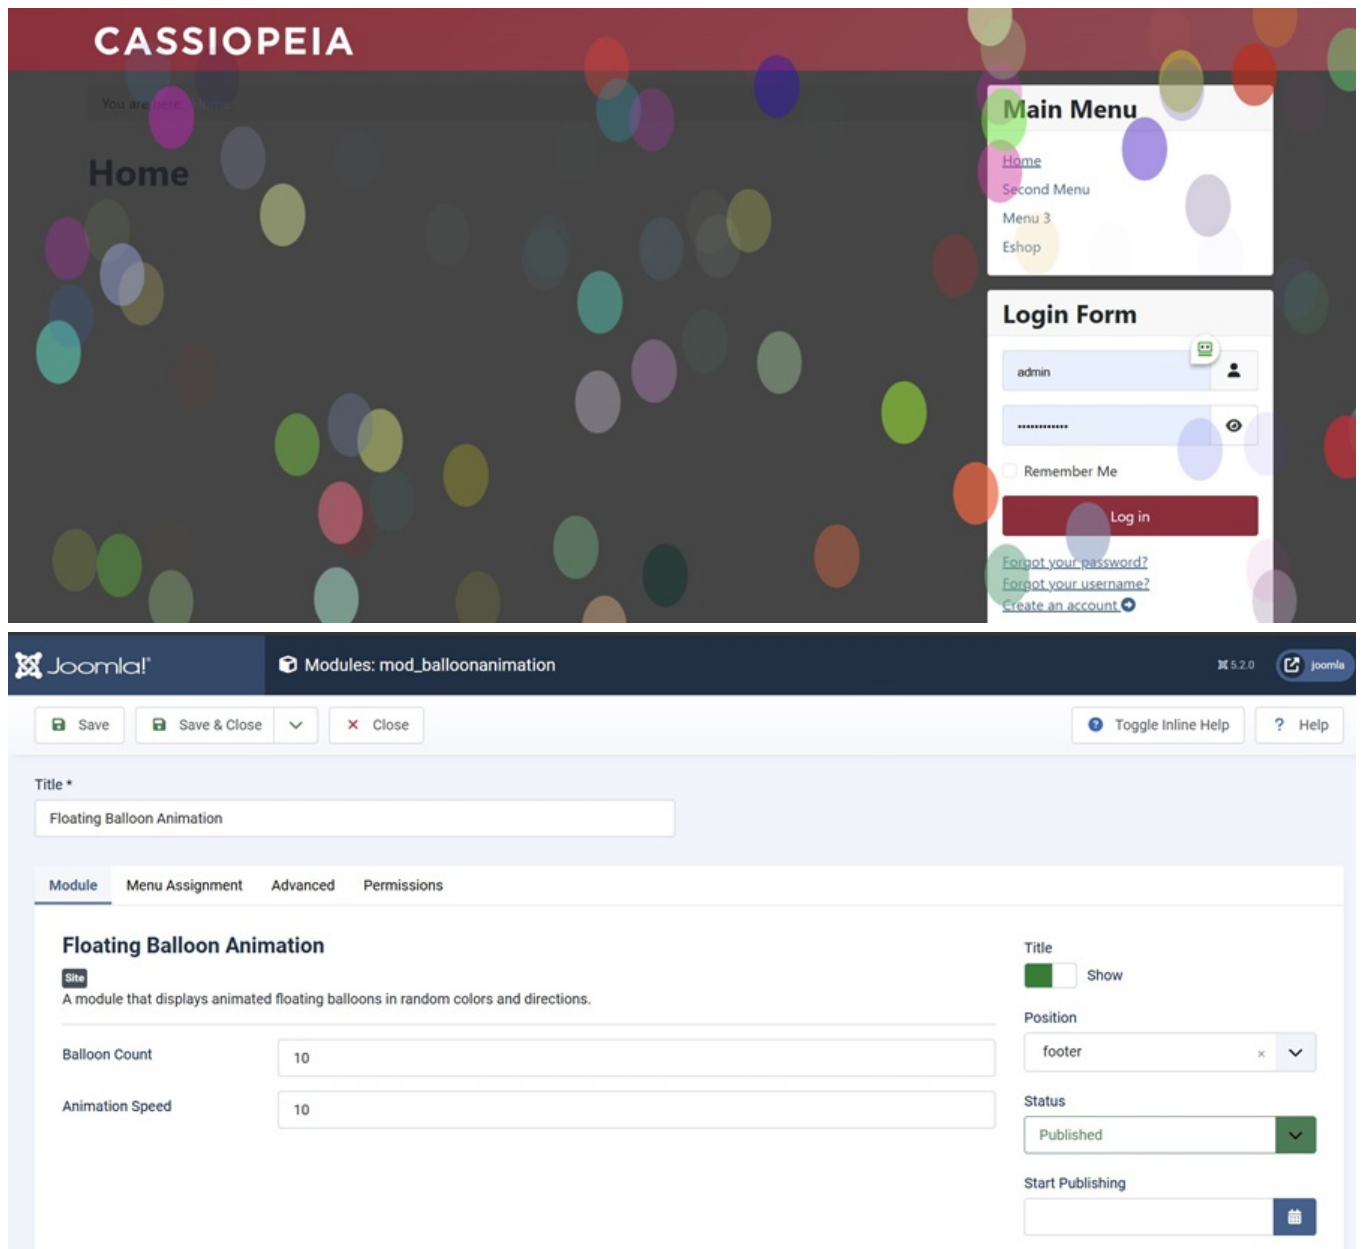 CASSIOPEIA
You are here: Home
Home
Main Menu
Home
Second Menu
Menu 3
Eshop
Login Form
admin
Remember Me
Log in
Forgot your password?
Forgot your username?
Create an account
Joomla!
Modules: mod_balloonanimation
5.2.0
joomla
Save
Save & Close
Close
Toggle Inline Help
? Help
Title *
Floating Balloon Animation
Module
Menu Assignment
Advanced
Permissions
Floating Balloon Animation
Site
A module that displays animated floating balloons in random colors and directions.
Balloon Count
10
Animation Speed
10
Title
Show
Position
footer
Status
Published
Start Publishing